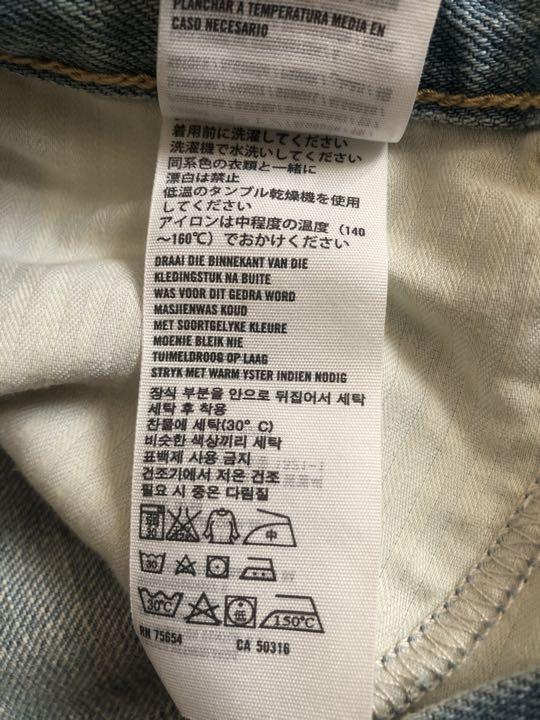 PLANCHAR A TEMPERATURA MEDIA EN
CASO NECESARIO
着用前に洗濯してください
洗濯機で水洗いしてください
同系色の衣類と一緒に
漂白は禁止
低温のタンブル乾燥機を使用
してください
アイロンは中程度の温度（140
～160℃）でおかけください
DRAAI DIE BINNEKANT VAN DIE
KLEDINGSTUK NA BUITE
WAS VOOR DIT GEDRA WORD
MASJIENWAS KOUD
MET SOORTGELYKE KLEURE
MOENIE BLEIK NIE
TUIMELDROOG OP LAAG
STRYK MET WARM YSTER INDIEN NODIG
장식 부분을 안으로 뒤집어서 세탁
세탁 후 착용
찬물에 세탁(30° C)
비슷한 색상끼리 세탁
표백제 사용 금지
건조기에서 저온 건조
필요 시 중온 다림질
30 中
30
30℃ 低 150℃
RN 75654 CA 50316